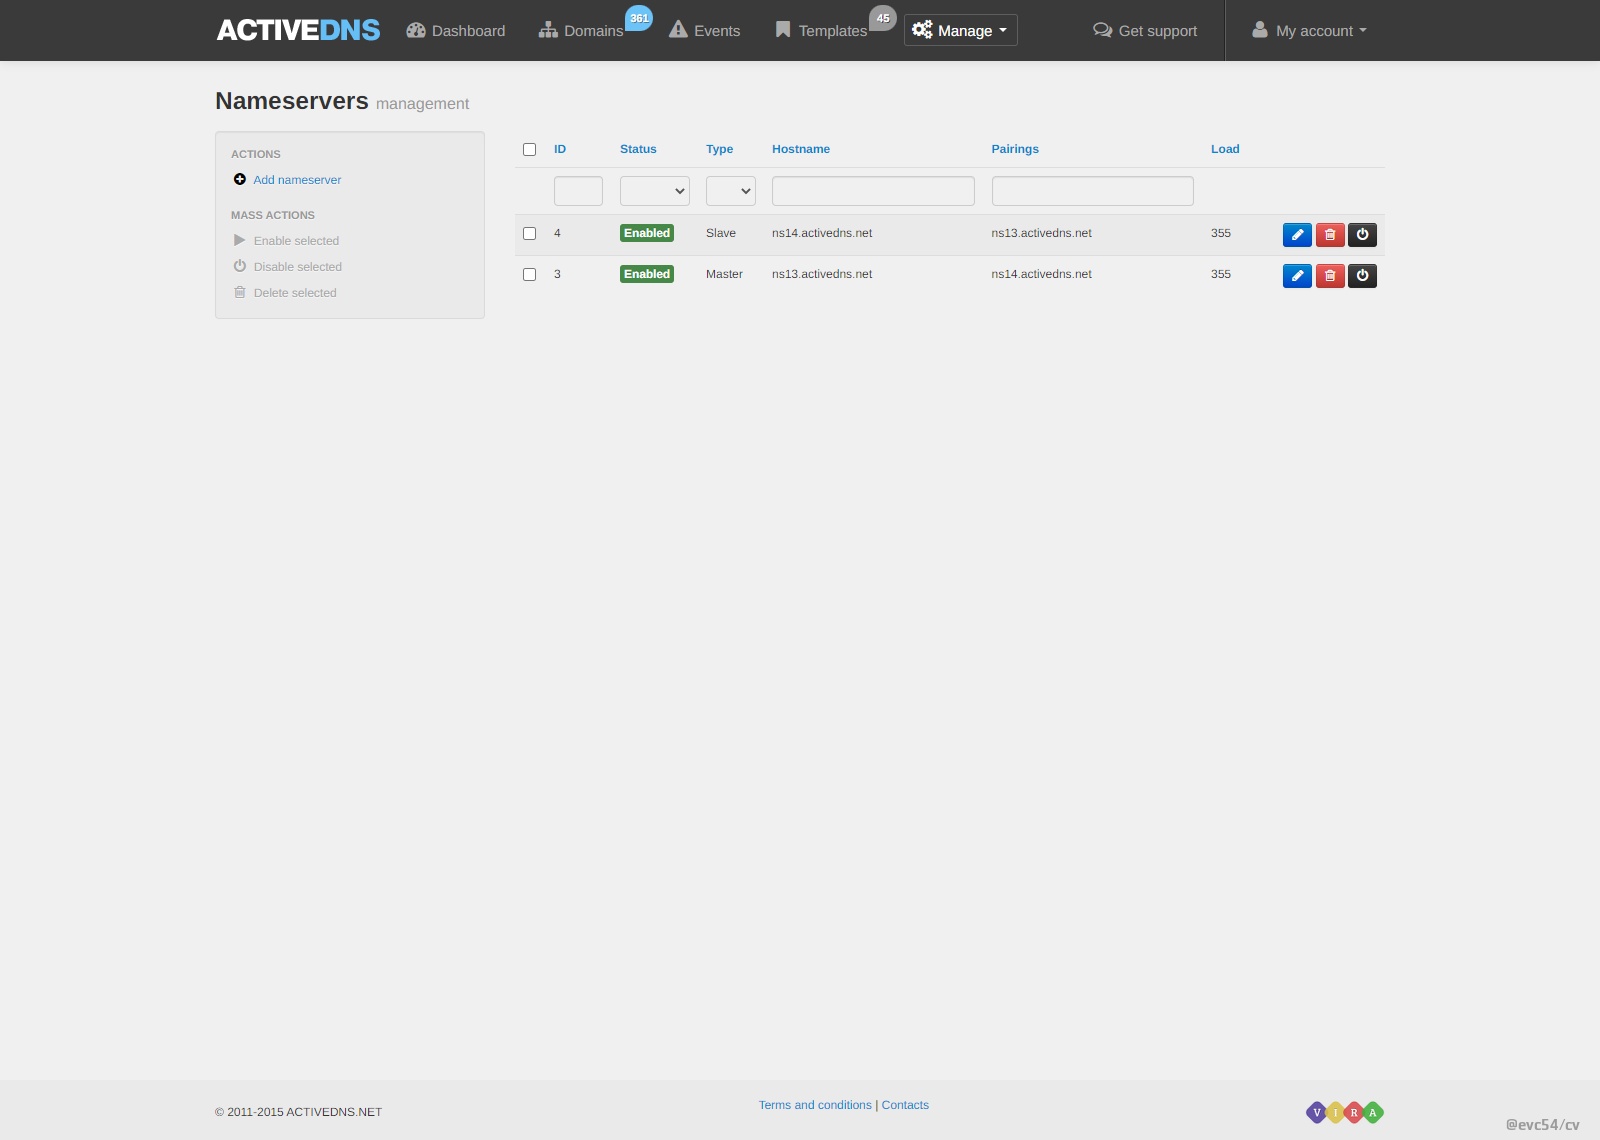 ACTIVEDNS Dashboard Domains 361 Events Templates 45 Manage Get support My account
Nameservers management
ACTIONS
Add nameserver
MASS ACTIONS
Enable selected
Disable selected
Delete selected
ID Status Type Hostname Pairings Load
4 Enabled Slave ns14.activedns.net ns13.activedns.net 355
3 Enabled Master ns13.activedns.net ns14.activedns.net 355
© 2011-2015 ACTIVEDNS.NET
Terms and conditions | Contacts
V I R A
@evc54/cv